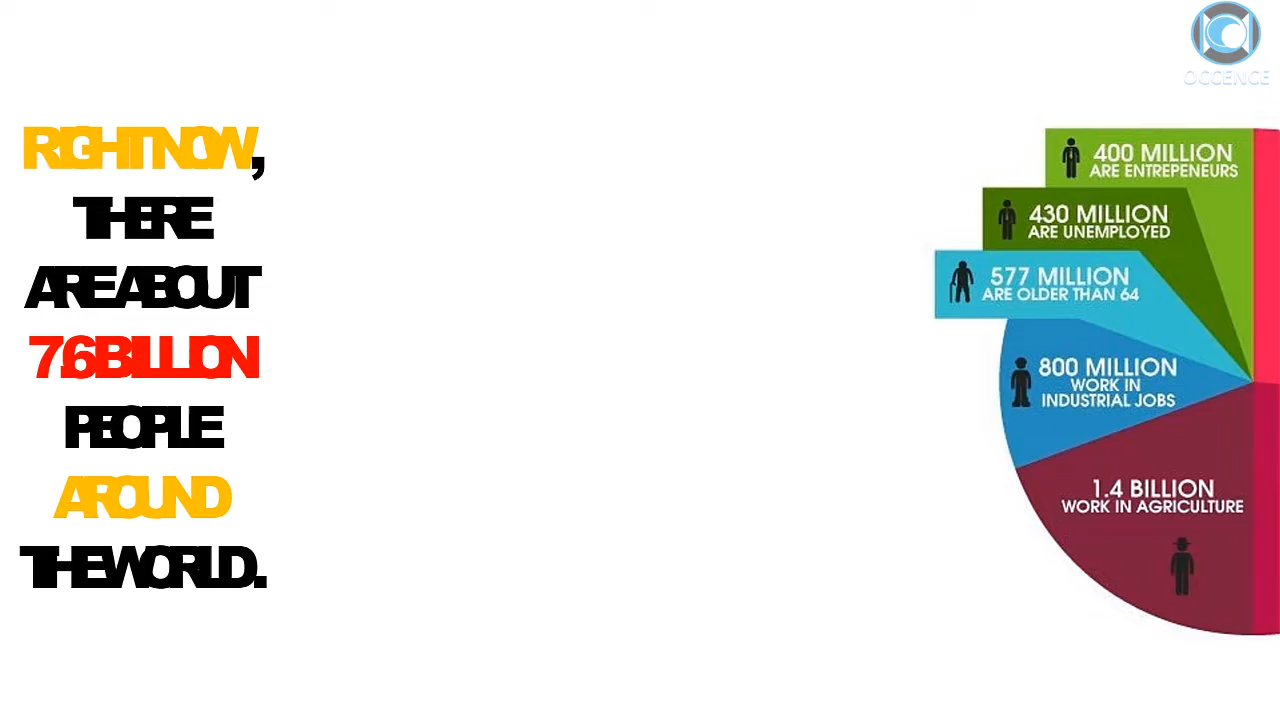 RIGHT NOW,
THERE
ARE ABOUT
7.6 BILLION
PEOPLE
AROUND
THE WORLD.
OCCENCE
400 MILLION
ARE ENTREPENEURS
430 MILLION
ARE UNEMPLOYED
577 MILLION
ARE OLDER THAN 64
800 MILLION
WORK IN
INDUSTRIAL JOBS
1.4 BILLION
WORK IN AGRICULTURE